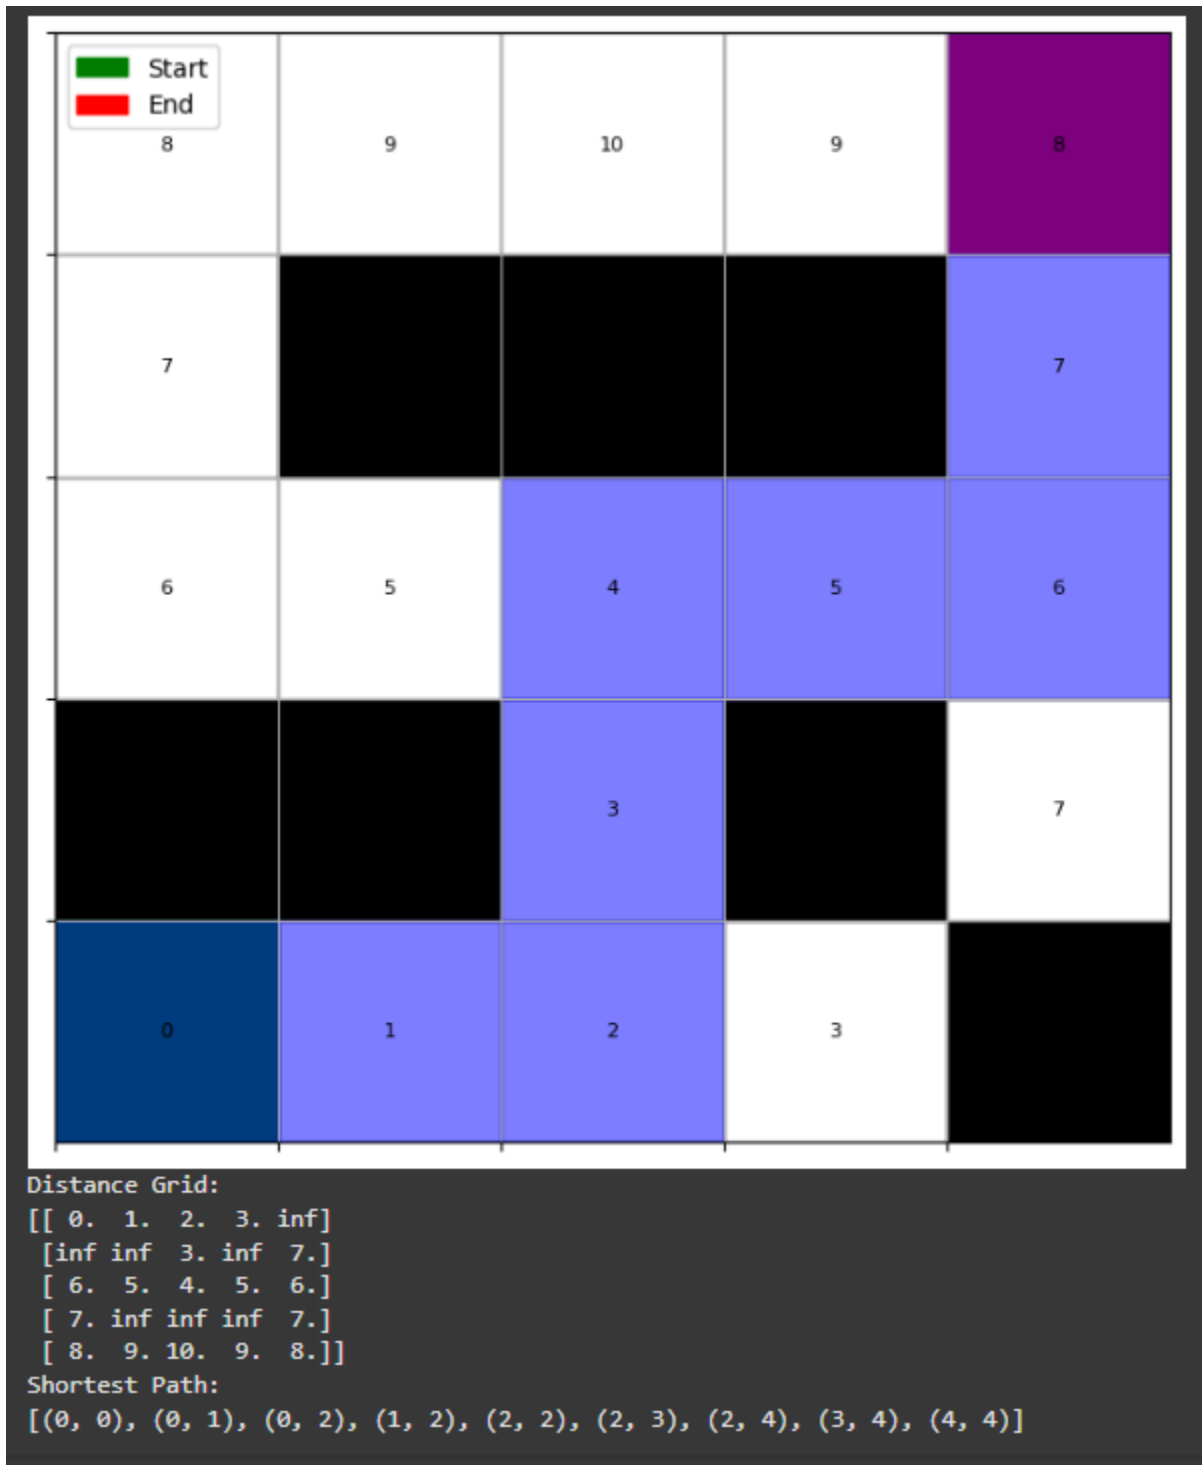 Start
End
8 9 10 9 8
7 7
6 5 4 5 6
3 7
0 1 2 3
Distance Grid:
[[ 0.  1.  2.  3. inf]
 [inf inf  3. inf  7.]
 [ 6.  5.  4.  5.  6.]
 [ 7. inf inf inf  7.]
 [ 8.  9. 10.  9.  8.]]
Shortest Path:
[(0, 0), (0, 1), (0, 2), (1, 2), (2, 2), (2, 3), (2, 4), (3, 4), (4, 4)]